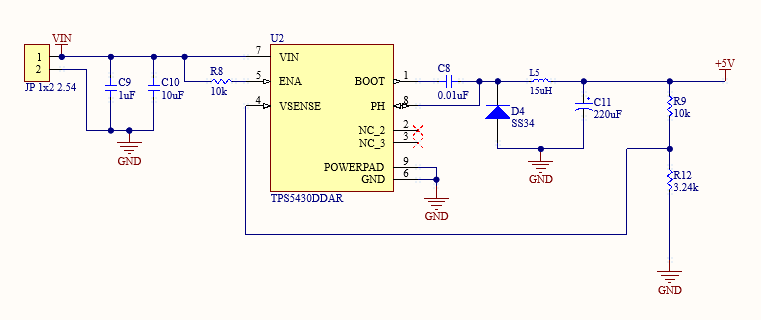 U2
VIN
1
2
JP 1x2 2.54
C9
1uF
C10
10uF
R8
10k
GND
7
VIN
5
ENA
4
VSENSE
BOOT
1
PH
8
NC_2
2
NC_3
3
POWERPAD
9
GND
6
TPS5430DDAR
GND
C8
0.01uF
D4
SS34
L5
15uH
C11
220uF
GND
+5V
R9
10k
R12
3.24k
GND